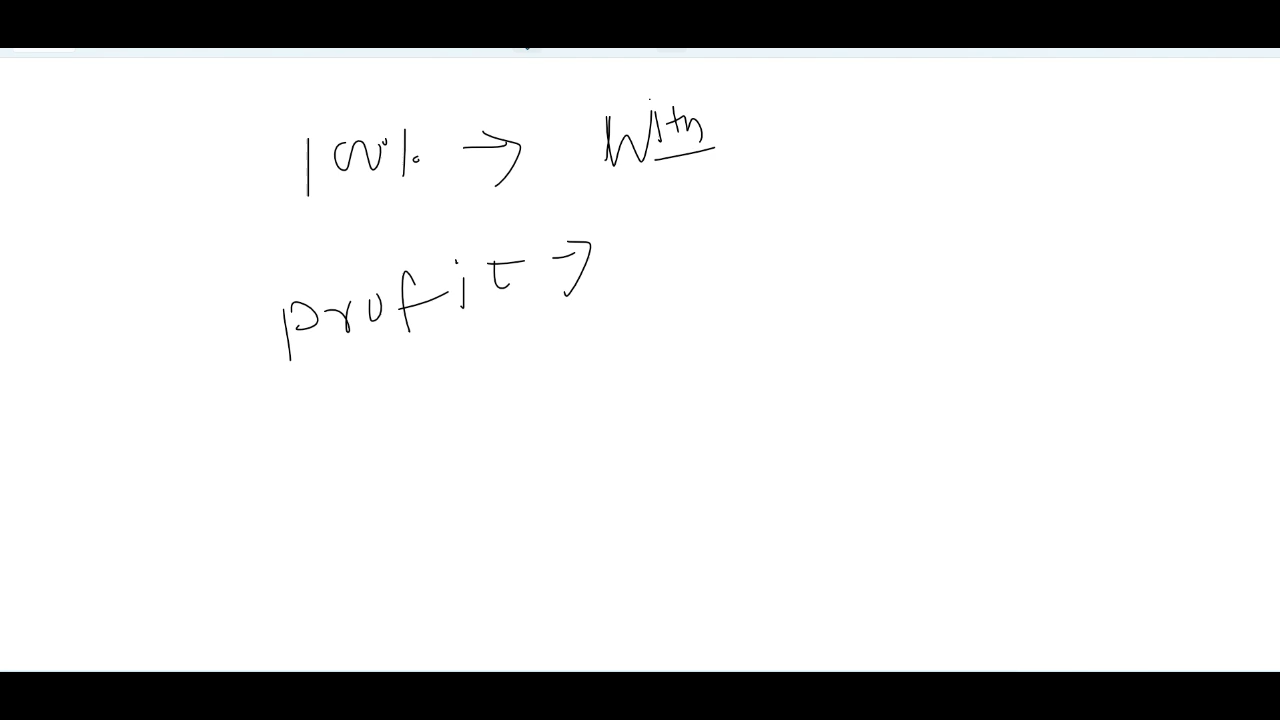 100% → With
profit →